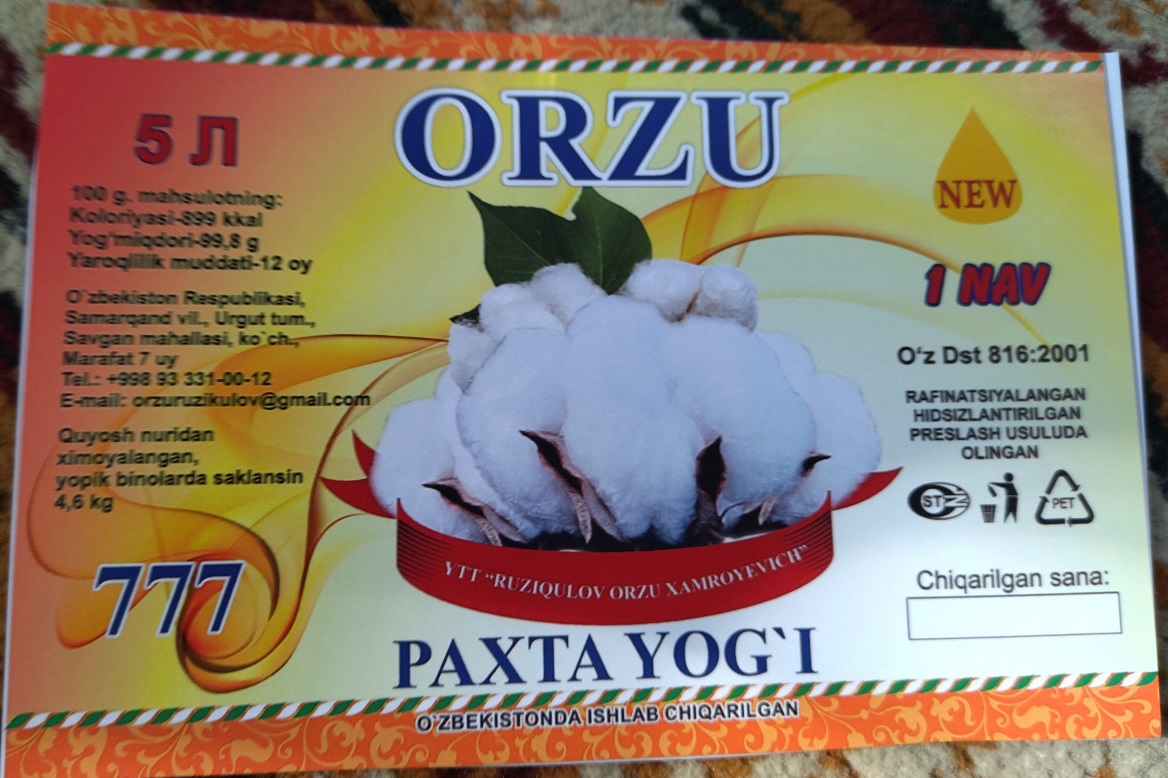 ORZU
5 Л
100 g. mahsulotning:
Koloriyasi-899 kkal
Yog‘miqdori-99,8 g
Yaroqlilik muddati-12 oy
O`zbekiston Respublikasi,
Samarqand vil., Urgut tum.,
Savgan mahallasi, ko`ch.,
Marafat 7 uy
Tel.: +998 93 331-00-12
E-mail: orzuruzikulov@gmail.com
Quyosh nuridan
ximoyalangan,
yopik binolarda saklansin
4,6 kg
777
YTT “RUZIQULOV ORZU XAMROYEVICH”
PAXTA YOG`I
NEW
1 NAV
O‘z Dst 816:2001
RAFINATSIYALANGAN
HIDSIZLANTIRILGAN
PRESLASH USULUDA
OLINGAN
PET
Chiqarilgan sana:
O‘ZBEKISTONDA ISHLAB CHIQARILGAN